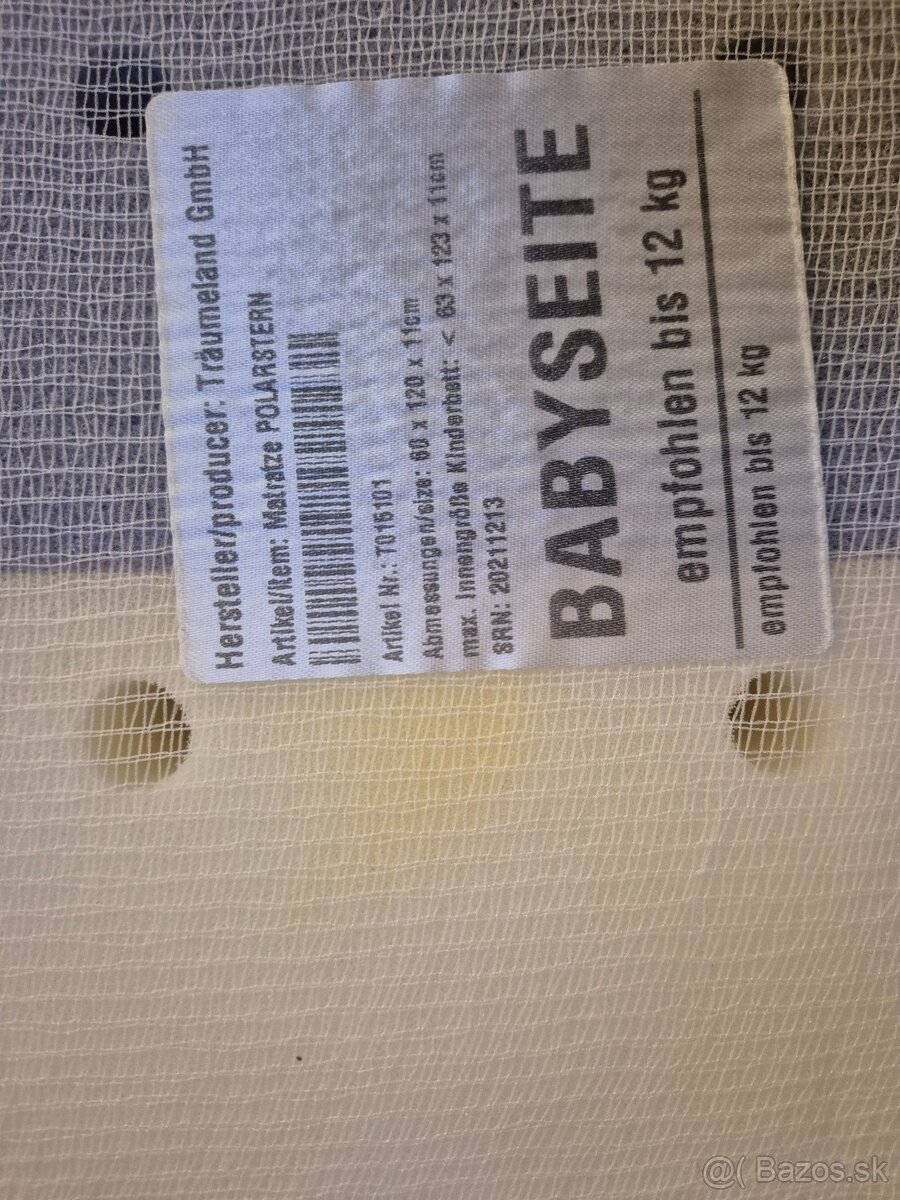 Hersteller/producer: Träumeland GmbH
Artikel/Item: Matratze POLARSTERN
Artikel Nr.: T016101
Abmessungen/size: 60 x 120 x 11cm
max. Innengröße Kinderbett: < 63 x 123 x 11cm
SRN: 20211213
BABYSEITE
empfohlen bis 12 kg
empfohlen bis 12 kg
@( Bazos.sk